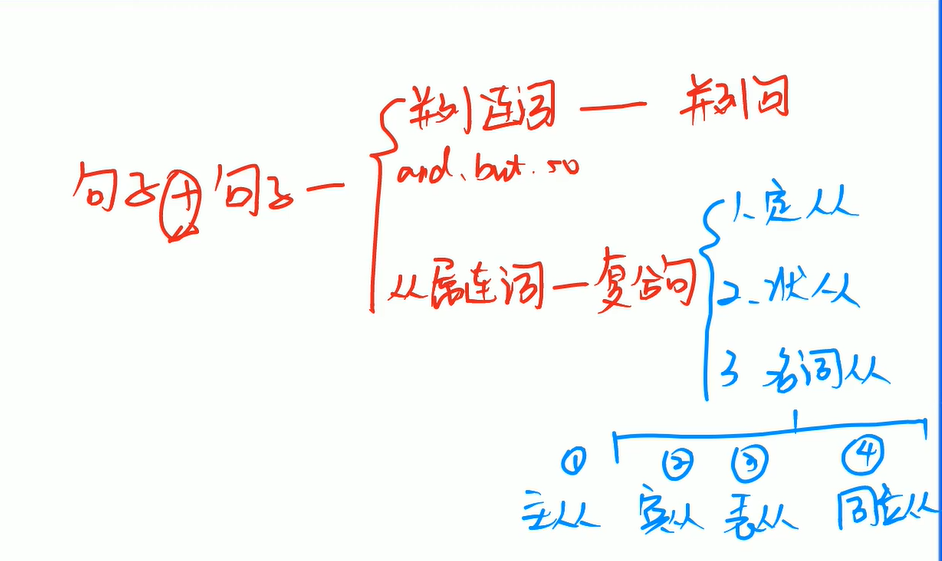 并列连词 — 并列句
and、but、so
句子+句子 —
从属连词 — 复合句
1、定从
2、状从
3 名词从
① ② ③ ④
主从 宾从 表从 同位从